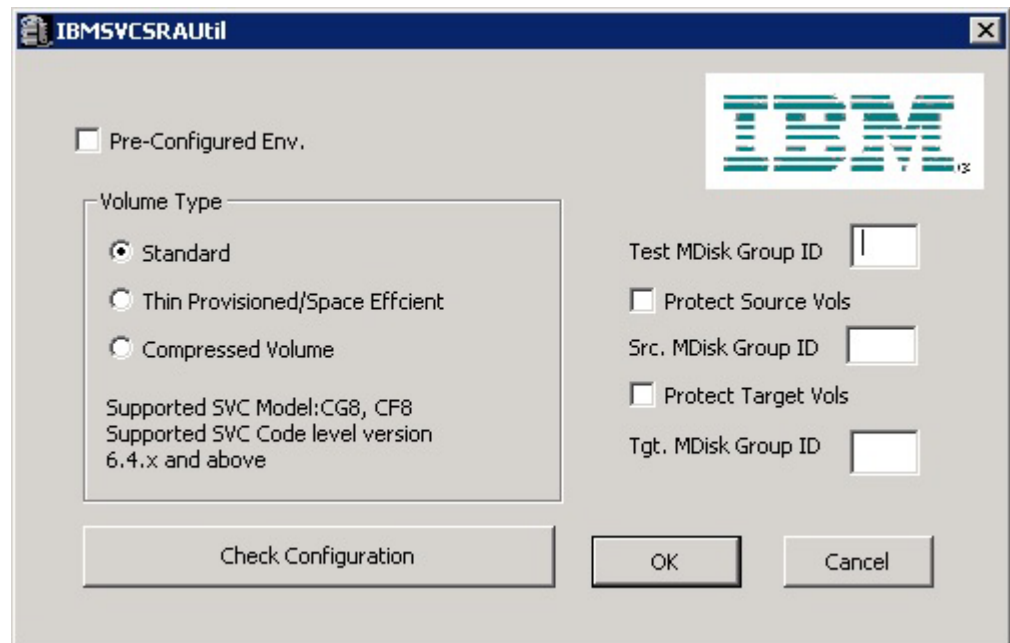 IBMSVCSRAUtil
IBM
Pre-Configured Env.
Volume Type
Standard
Thin Provisioned/Space Effcient
Compressed Volume
Supported SVC Model:CG8, CF8
Supported SVC Code level version
6.4.x and above
Test MDisk Group ID
Protect Source Vols
Src. MDisk Group ID
Protect Target Vols
Tgt. MDisk Group ID
Check Configuration
OK
Cancel